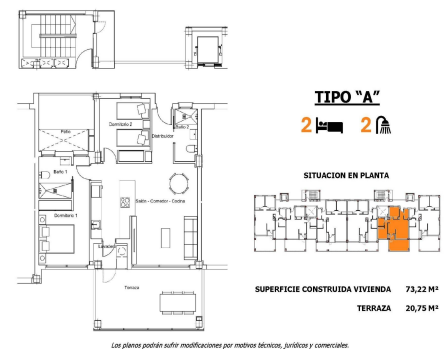 TIPO “A”
2 2
SITUACION EN PLANTA
SUPERFICIE CONSTRUIDA VIVIENDA 73,22 M²
TERRAZA 20,75 M²
Dormitorio 2
Distribuidor
Baño 2
Patio
Baño 1
Salón - Comedor - Cocina
Dormitorio 1
Lavadero
Terraza
Los planos podrán sufrir modificaciones por motivos técnicos, jurídicos y comerciales.